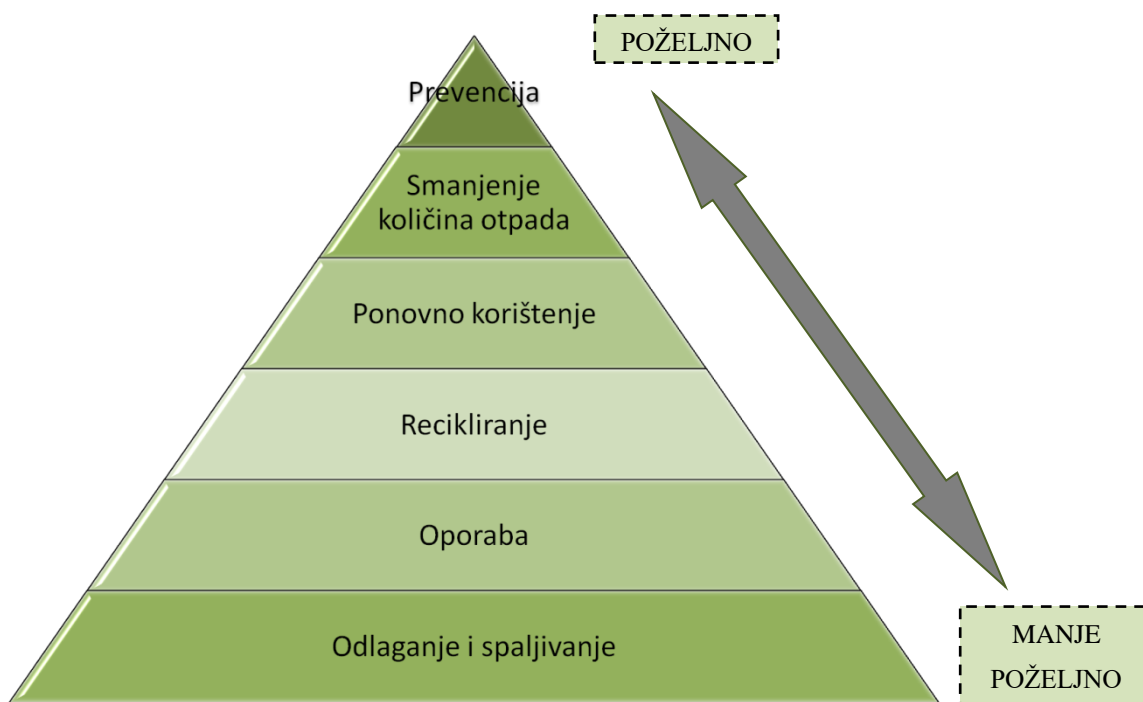 POŽELJNO
Prevencija
Smanjenje
količina otpada
Ponovno korištenje
Recikliranje
Oporaba
Odlaganje i spaljivanje
MANJE
POŽELJNO